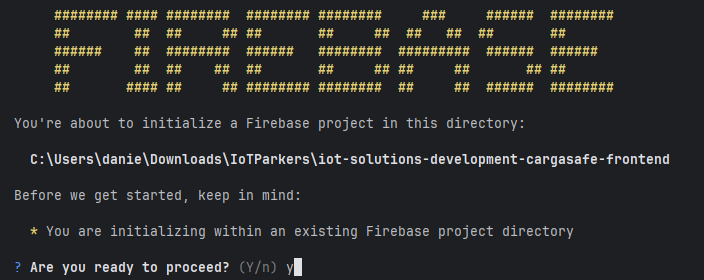 FIREBASE
You're about to initialize a Firebase project in this directory:
C:\Users\danie\Downloads\IoTParkers\iot-solutions-development-cargasafe-frontend
Before we get started, keep in mind:
* You are initializing within an existing Firebase project directory
? Are you ready to proceed? (Y/n) y